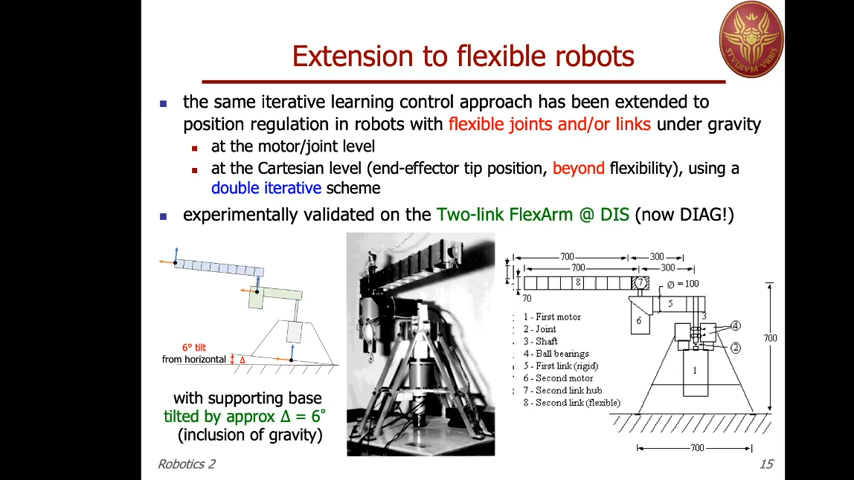 Extension to flexible robots
the same iterative learning control approach has been extended to
position regulation in robots with flexible joints and/or links under gravity
at the motor/joint level
at the Cartesian level (end-effector tip position, beyond flexibility), using a
double iterative scheme
experimentally validated on the Two-link FlexArm @ DIS (now DIAG!)
6° tilt
from horizontal
Δ
with supporting base
tilted by approx Δ = 6°
(inclusion of gravity)
700
300
700
300
Ø = 100
8
7
5
70
6
3
4
2
1
700
700
1 - First motor
2 - Joint
3 - Shaft
4 - Ball bearings
5 - First link (rigid)
6 - Second motor
7 - Second link hub
8 - Second link (flexible)
Robotics 2
15